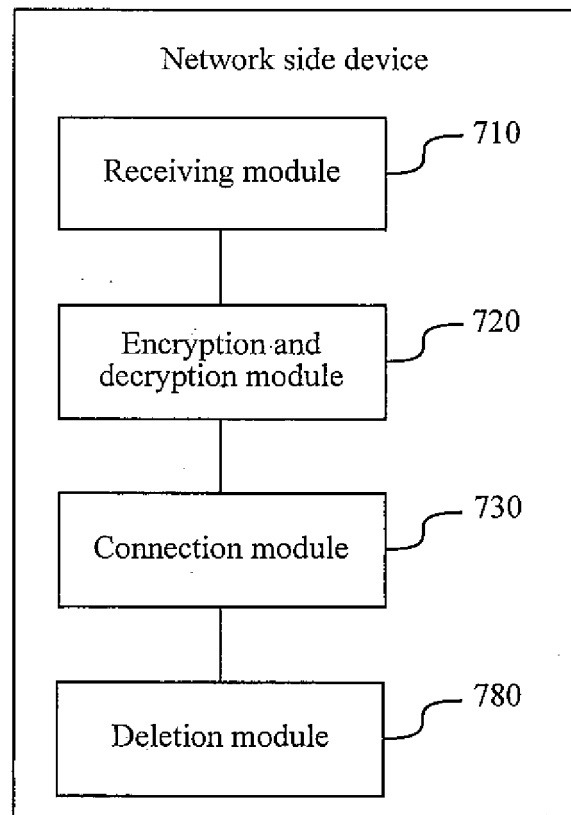 Network side device
Receiving module
710
Encryption and
decryption module
720
Connection module
730
Deletion module
780